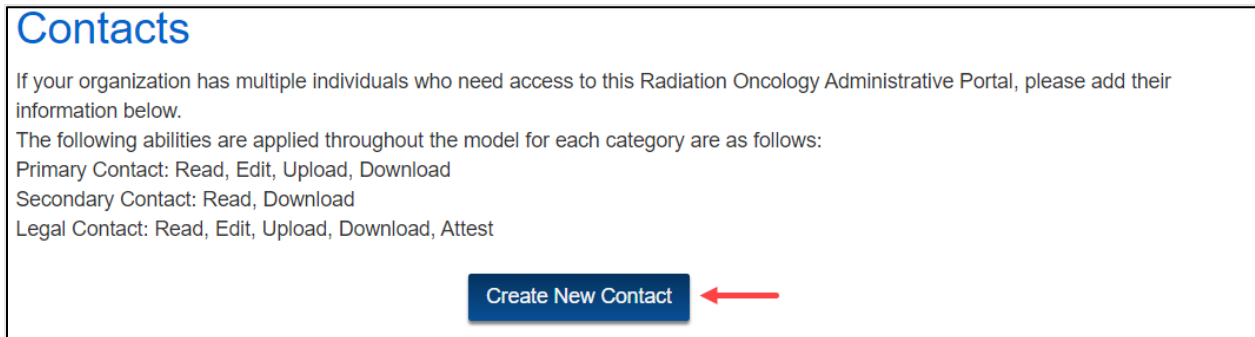 Contacts
If your organization has multiple individuals who need access to this Radiation Oncology Administrative Portal, please add their
information below.
The following abilities are applied throughout the model for each category are as follows:
Primary Contact: Read, Edit, Upload, Download
Secondary Contact: Read, Download
Legal Contact: Read, Edit, Upload, Download, Attest
Create New Contact